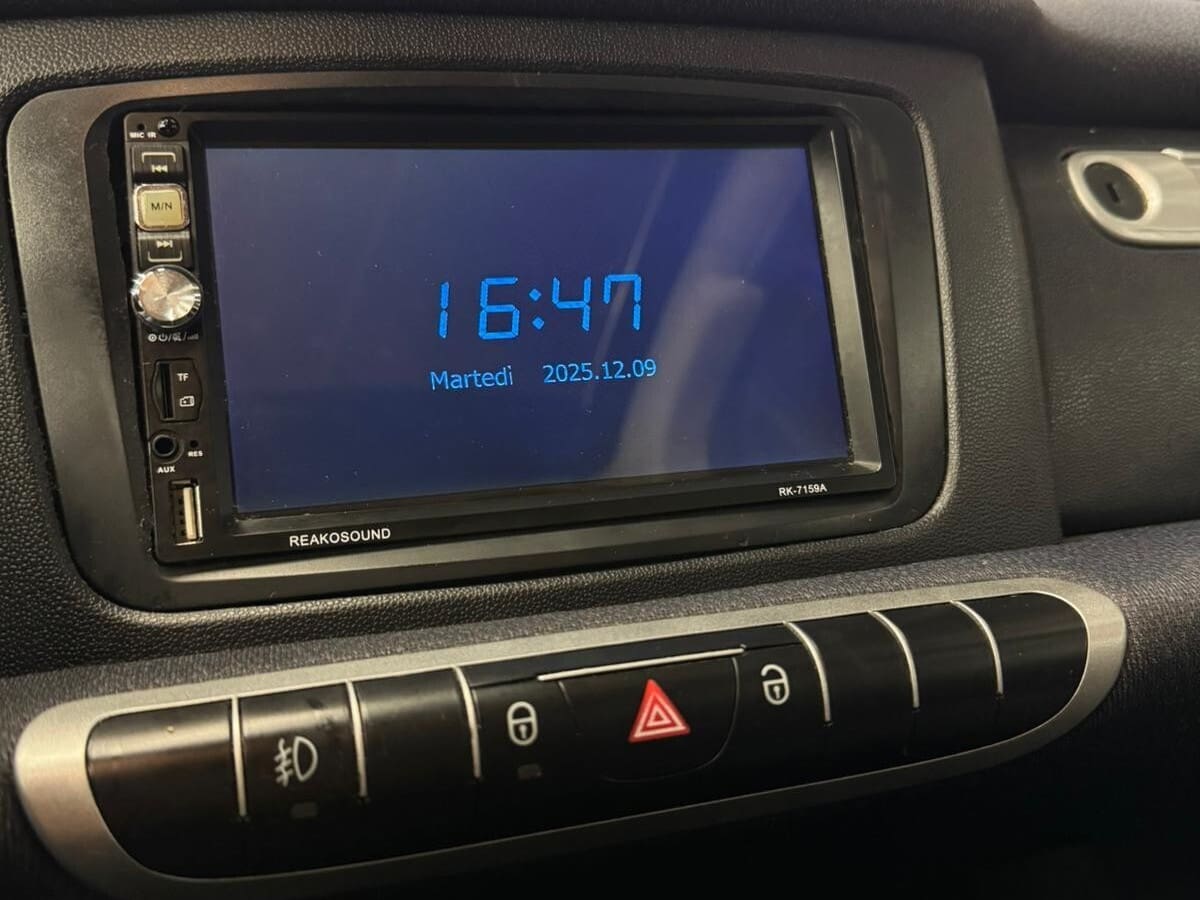 MIC IR
M/N
TF
RES
AUX
16:47
Martedi 2025.12.09
RK-7159A
REAKOSOUND